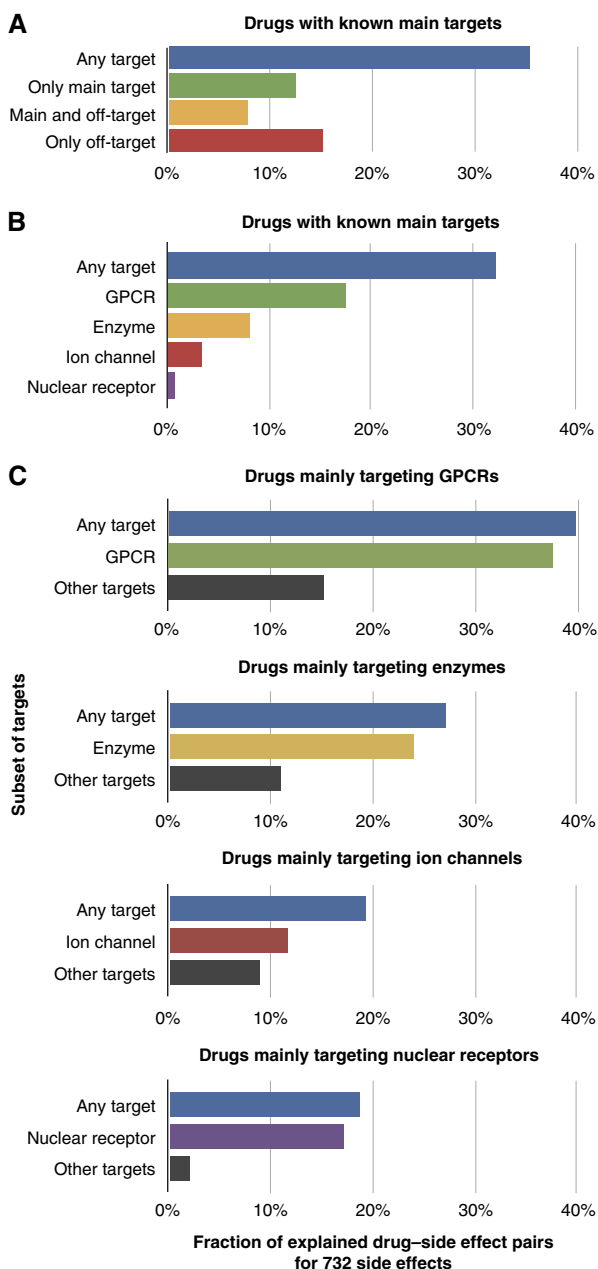 A
Drugs with known main targets
Any target
Only main target
Main and off-target
Only off-target
0% 10% 20% 30% 40%
B
Drugs with known main targets
Any target
GPCR
Enzyme
Ion channel
Nuclear receptor
0% 10% 20% 30% 40%
C
Drugs mainly targeting GPCRs
Any target
GPCR
Other targets
0% 10% 20% 30% 40%
Subset of targets
Drugs mainly targeting enzymes
Any target
Enzyme
Other targets
0% 10% 20% 30% 40%
Drugs mainly targeting ion channels
Any target
Ion channel
Other targets
0% 10% 20% 30% 40%
Drugs mainly targeting nuclear receptors
Any target
Nuclear receptor
Other targets
0% 10% 20% 30% 40%
Fraction of explained drug–side effect pairs
for 732 side effects